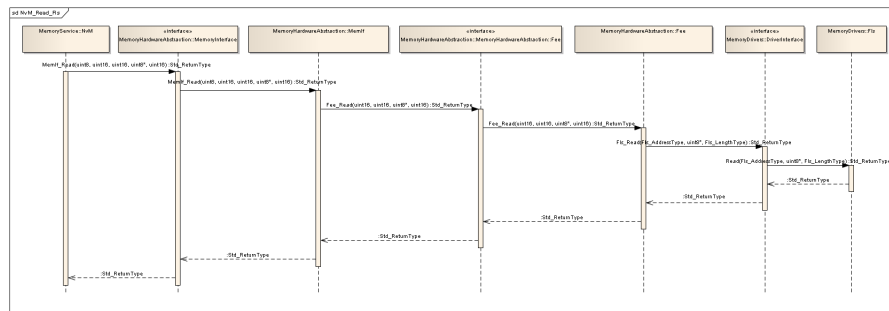 sd NvM_Read_Fls
MemoryService::NvM
«interface»
MemoryHardwareAbstraction::MemoryInterface
MemoryHardwareAbstraction::MemIf
«interface»
MemoryHardwareAbstraction::MemoryHardwareAbstraction::Fee
MemoryHardwareAbstraction::Fee
«interface»
MemoryDrives::DriverInterface
MemoryDrives::Fls
MemIf_Read(uint8, uint16, uint16, uint8*, uint16) :Std_ReturnType
MemIf_Read(uint8, uint16, uint16, uint8*, uint16) :Std_ReturnType
Fee_Read(uint16, uint16, uint8*, uint16) :Std_ReturnType
Fee_Read(uint16, uint16, uint8*, uint16) :Std_ReturnType
Fls_Read(Fls_AddressType, uint8*, Fls_LengthType) :Std_ReturnType
Read(Fls_AddressType, uint8*, Fls_LengthType) :Std_ReturnType
:Std_ReturnType
:Std_ReturnType
:Std_ReturnType
:Std_ReturnType
:Std_ReturnType
:Std_ReturnType